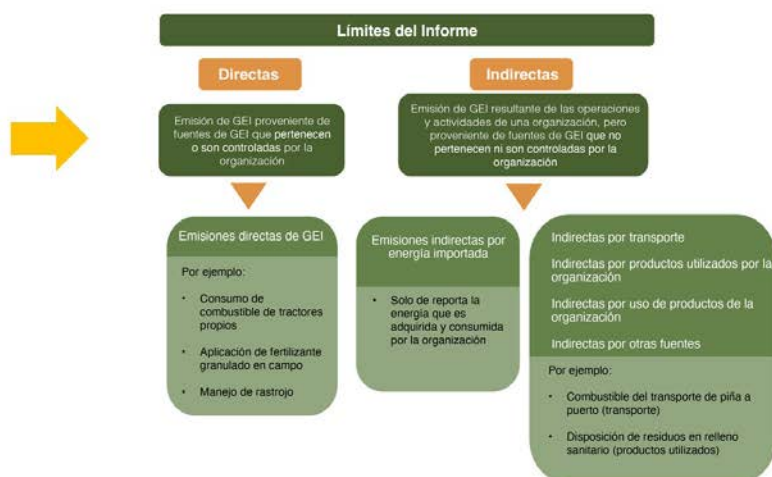 Límites del Informe
Directas
Emisión de GEI proveniente de
fuentes de GEI que pertenecen
o son controladas por la
organización
Emisiones directas de GEI
Por ejemplo:
• Consumo de
combustible de tractores
propios
• Aplicación de fertilizante
granulado en campo
• Manejo de rastrojo
Indirectas
Emisión de GEI resultante de las operaciones
y actividades de una organización, pero
proveniente de fuentes de GEI que no
pertenecen ni son controladas por la
organización
Emisiones indirectas por
energía importada
• Solo de reporta la
energía que es
adquirida y consumida
por la organización
Indirectas por transporte
Indirectas por productos utilizados por la
organización
Indirectas por uso de productos de la
organización
Indirectas por otras fuentes
Por ejemplo:
• Combustible del transporte de piña a
puerto (transporte)
• Disposición de residuos en relleno
sanitario (productos utilizados)